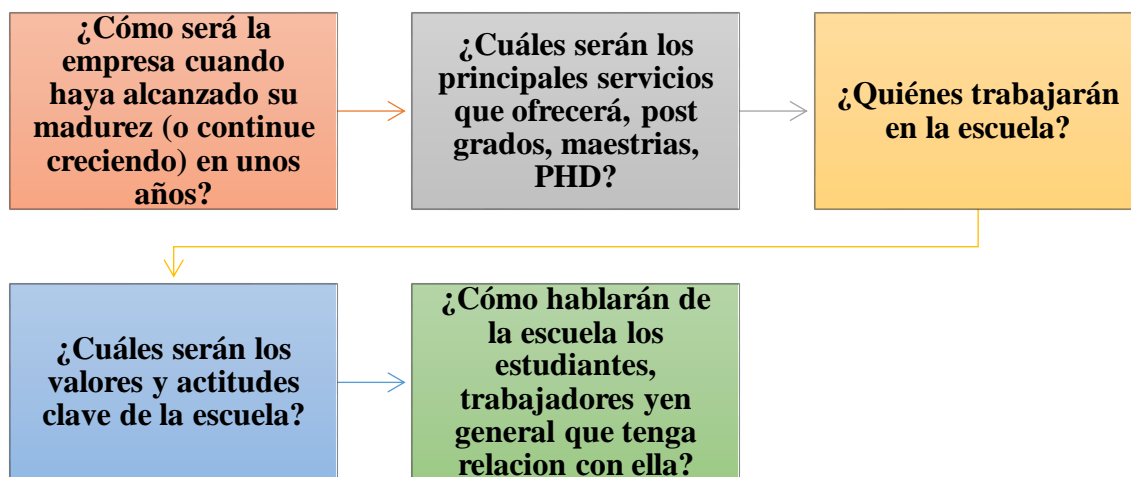 ¿Cómo será la
empresa cuando
haya alcanzado su
madurez (o continue
creciendo) en unos
años?
¿Cuáles serán los
principales servicios
que ofrecerá, post
grados, maestrias,
PHD?
¿Quiénes trabajarán
en la escuela?
¿Cuáles serán los
valores y actitudes
clave de la escuela?
¿Cómo hablarán de
la escuela los
estudiantes,
trabajadores yen
general que tenga
relacion con ella?